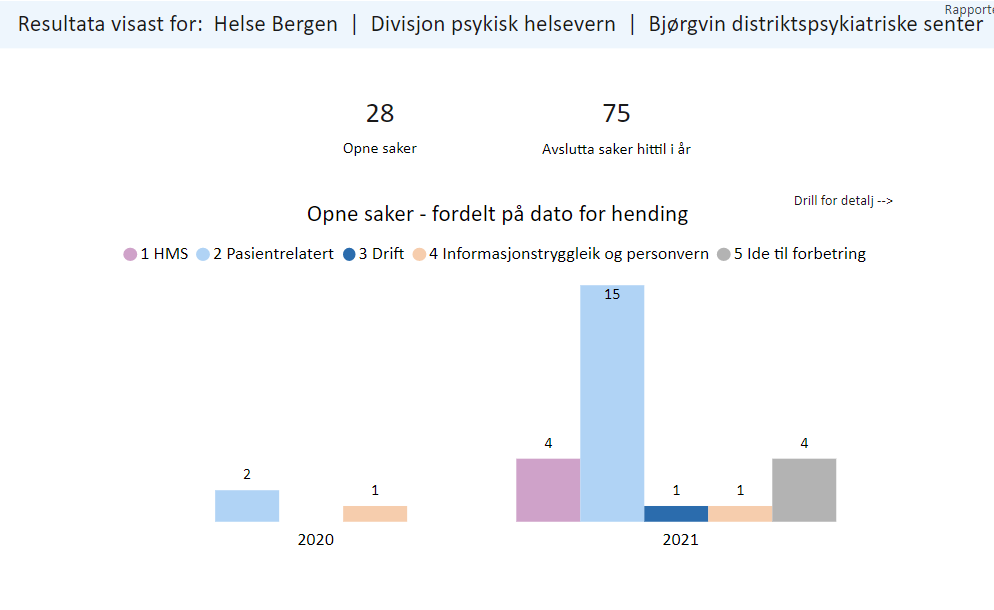 Rapporte
Resultata visast for: Helse Bergen | Divisjon psykisk helsevern | Bjørgvin distriktspsykiatriske senter
28
75
Opne saker
Avslutta saker hittil i år
Drill for detalj -->
Opne saker - fordelt på dato for hending
1 HMS 2 Pasientrelatert 3 Drift 4 Informasjonstryggleik og personvern 5 Ide til forbetring
15
4
4
2
1
1
1
2020
2021